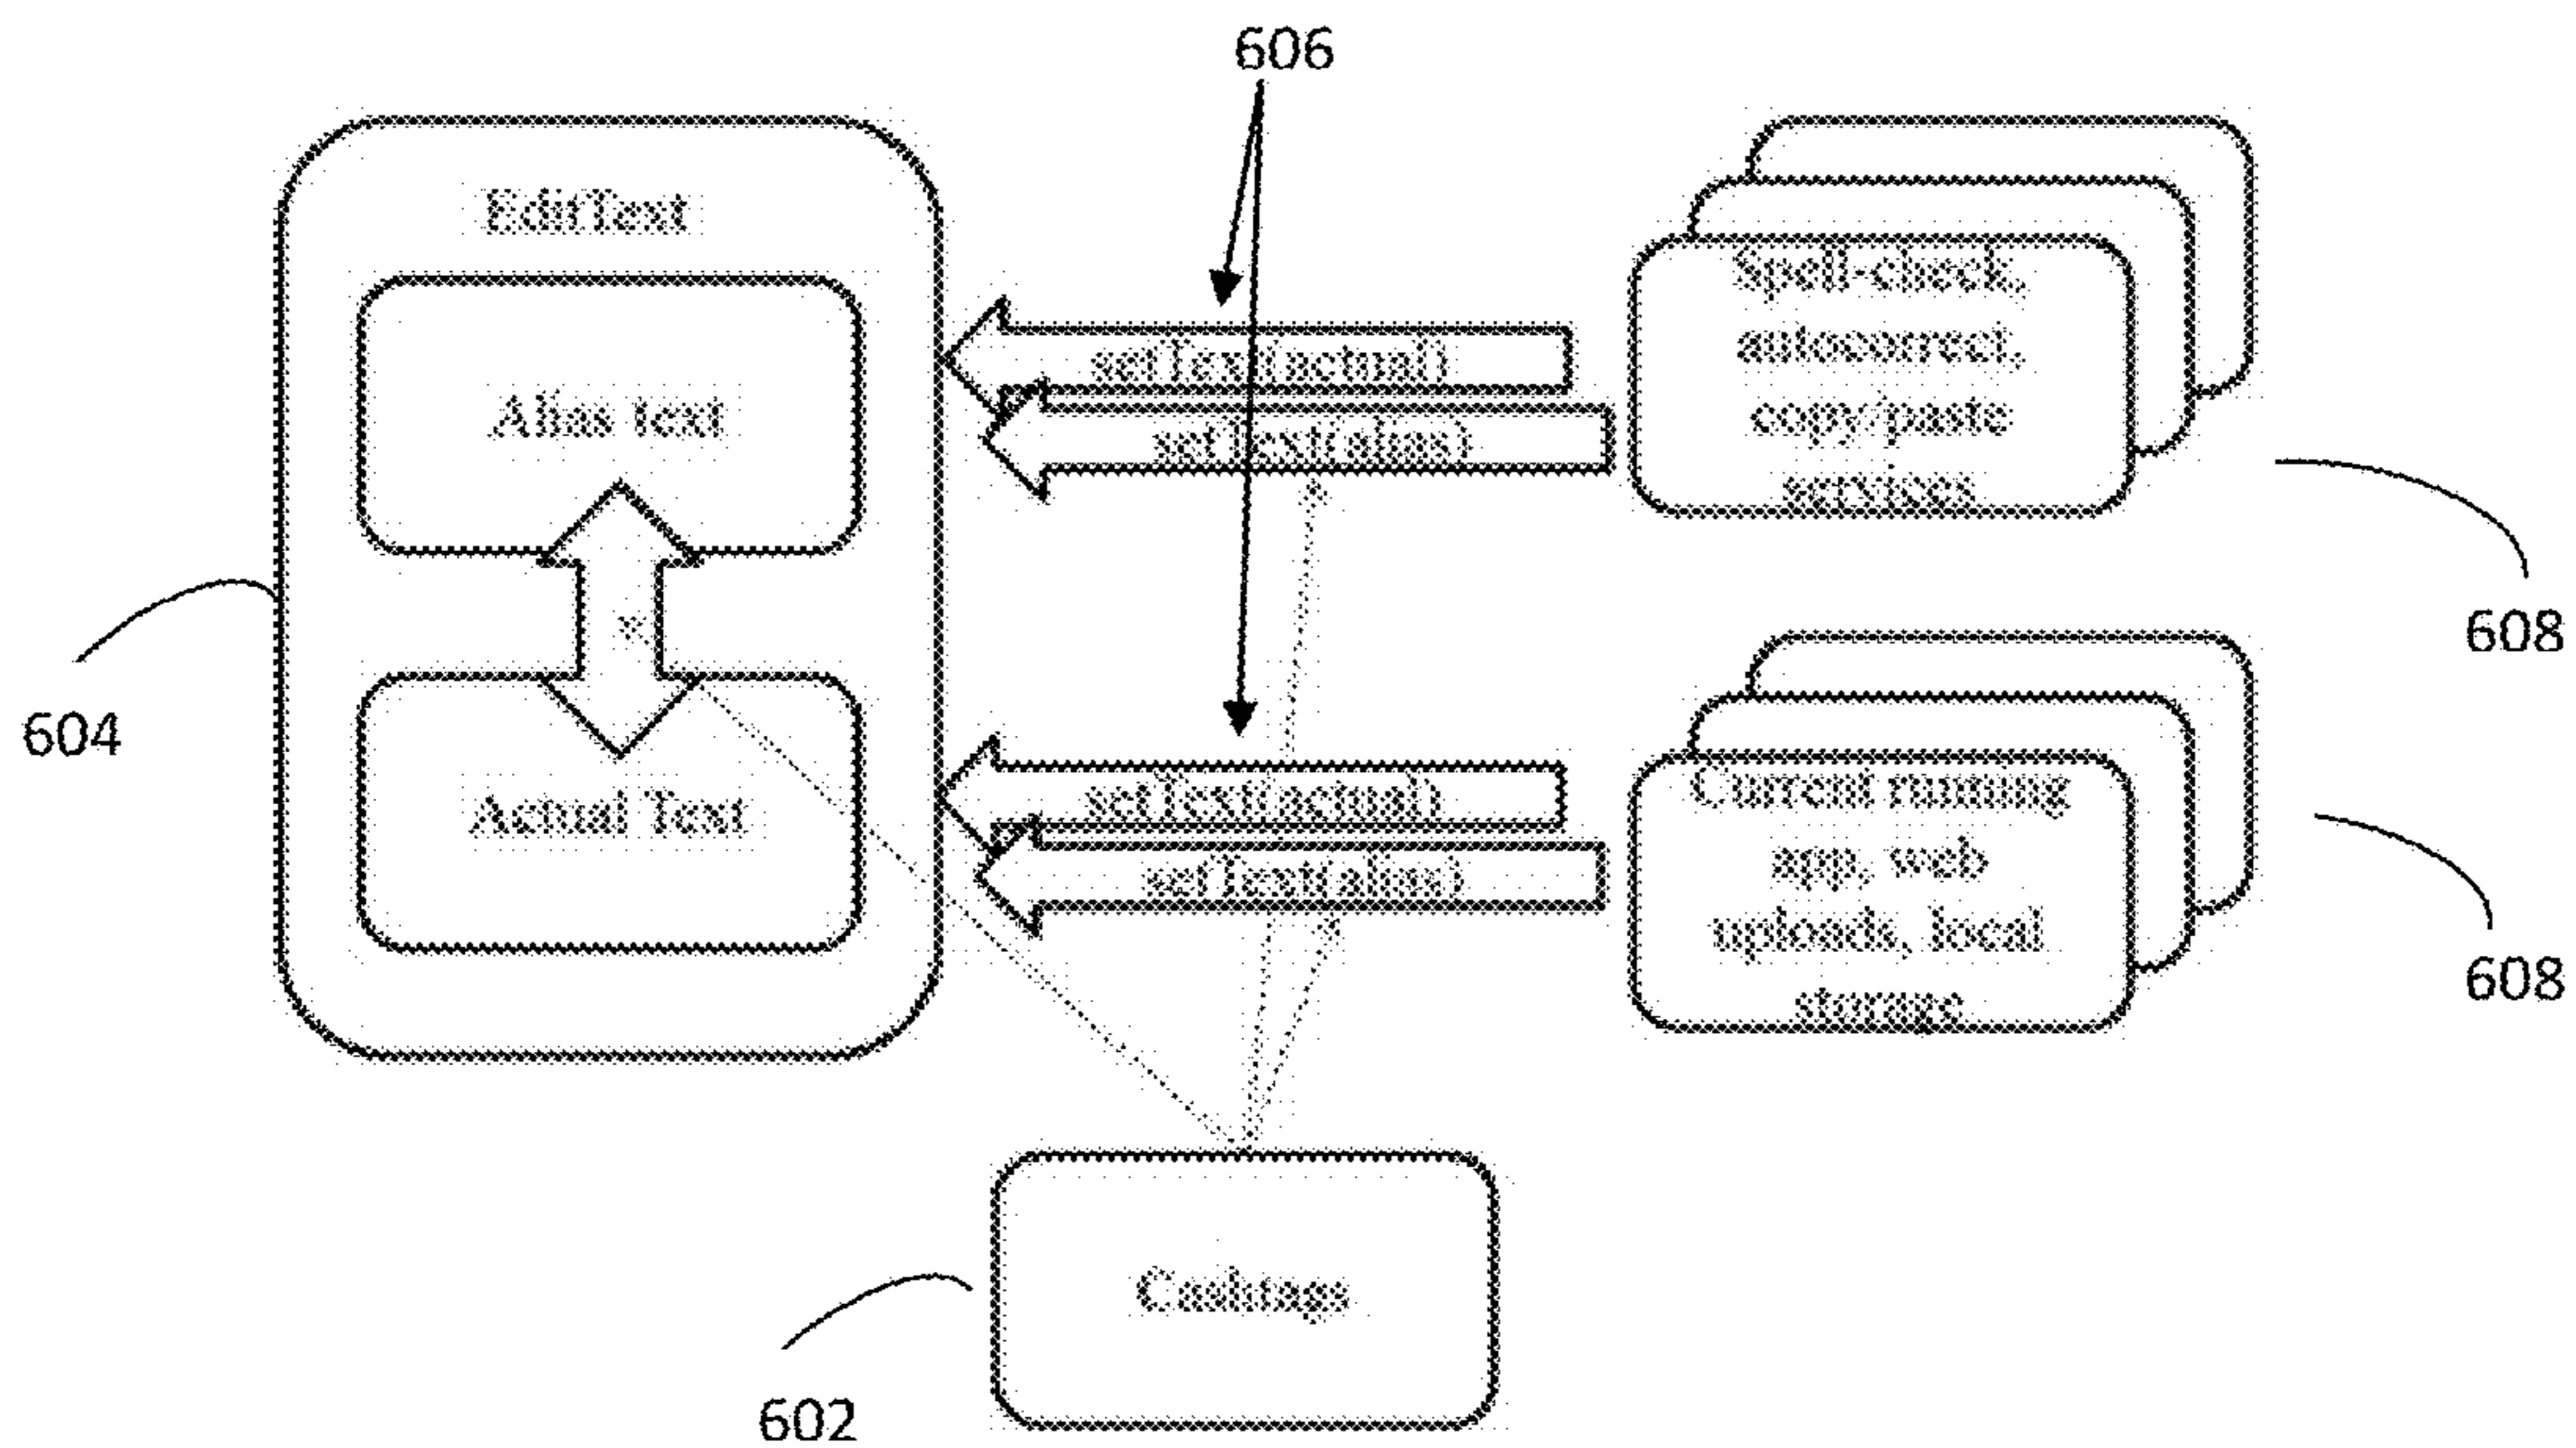 606
EditText
Alias text
Actual Text
604
setText(actual)
setText(alias)
setText(actual)
setText(alias)
Spell-check,
autocorrect,
copy/paste
services
608
Current running
app, web
uploads, local
storage
608
Cashtags
602